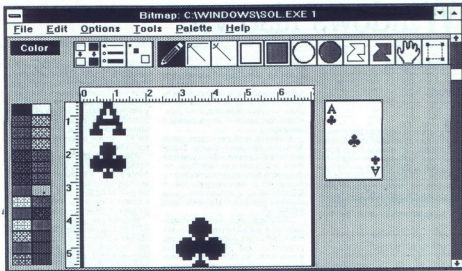 Bitmap: C:\WINDOWS\SOL.EXE 1
File Edit Options Tools Palette Help
Color
0 1 2 3 4 5 6
1
2
3
4
5
A
A
A